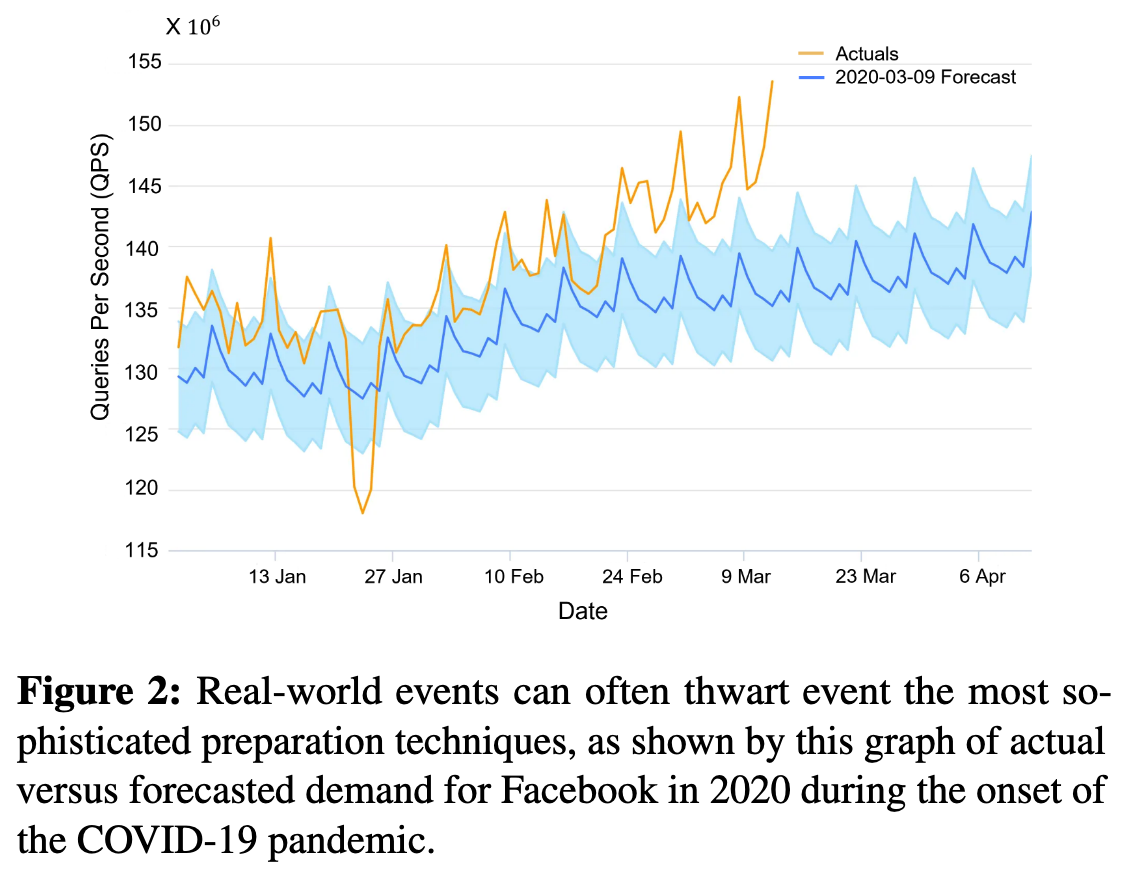 X 10⁶
155
Actuals
2020-03-09 Forecast
150
145
140
135
130
125
120
115
Queries Per Second (QPS)
13 Jan 27 Jan 10 Feb 24 Feb 9 Mar 23 Mar 6 Apr
Date
Figure 2: Real-world events can often thwart event the most so-
phisticated preparation techniques, as shown by this graph of actual
versus forecasted demand for Facebook in 2020 during the onset of
the COVID-19 pandemic.